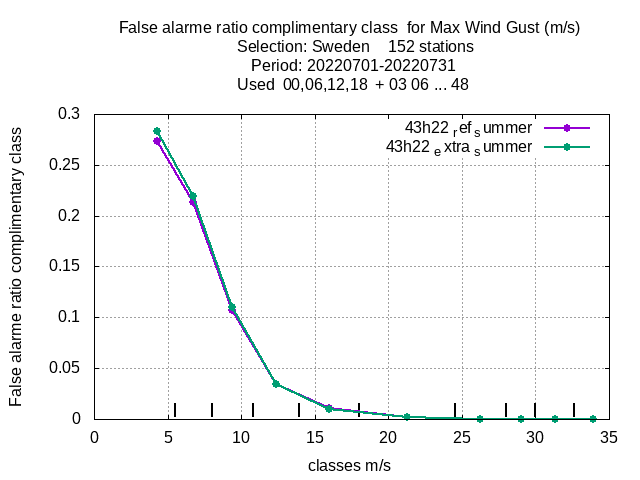 False alarme ratio complimentary class for Max Wind Gust (m/s)
Selection: Sweden 152 stations
Period: 20220701-20220731
Used 00,06,12,18 + 03 06 ... 48
43h22 ref summer
43h22 extra summer
False alarme ratio complimentary class
0.3
0.25
0.2
0.15
0.1
0.05
0
0 5 10 15 20 25 30 35
classes m/s